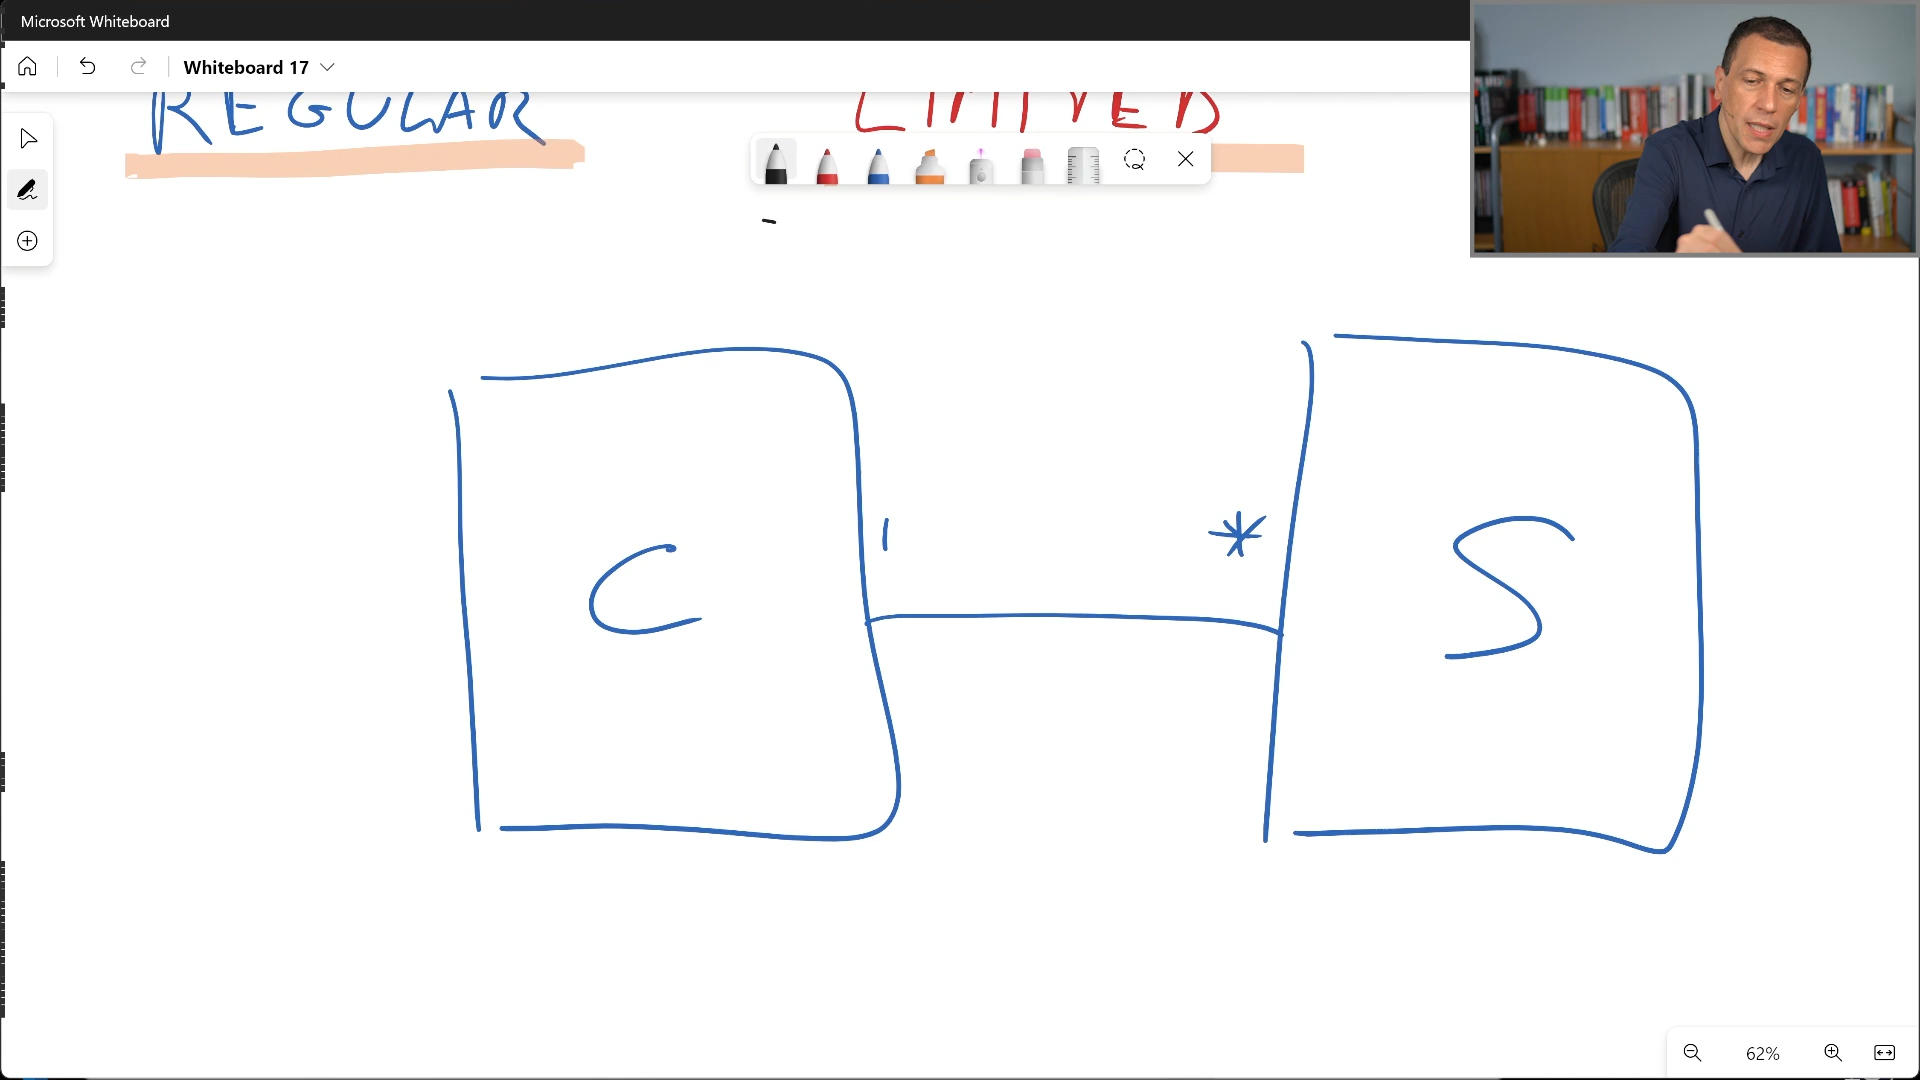 Microsoft Whiteboard
Whiteboard 17
REGULAR LIMITED
1 *
C S
62%